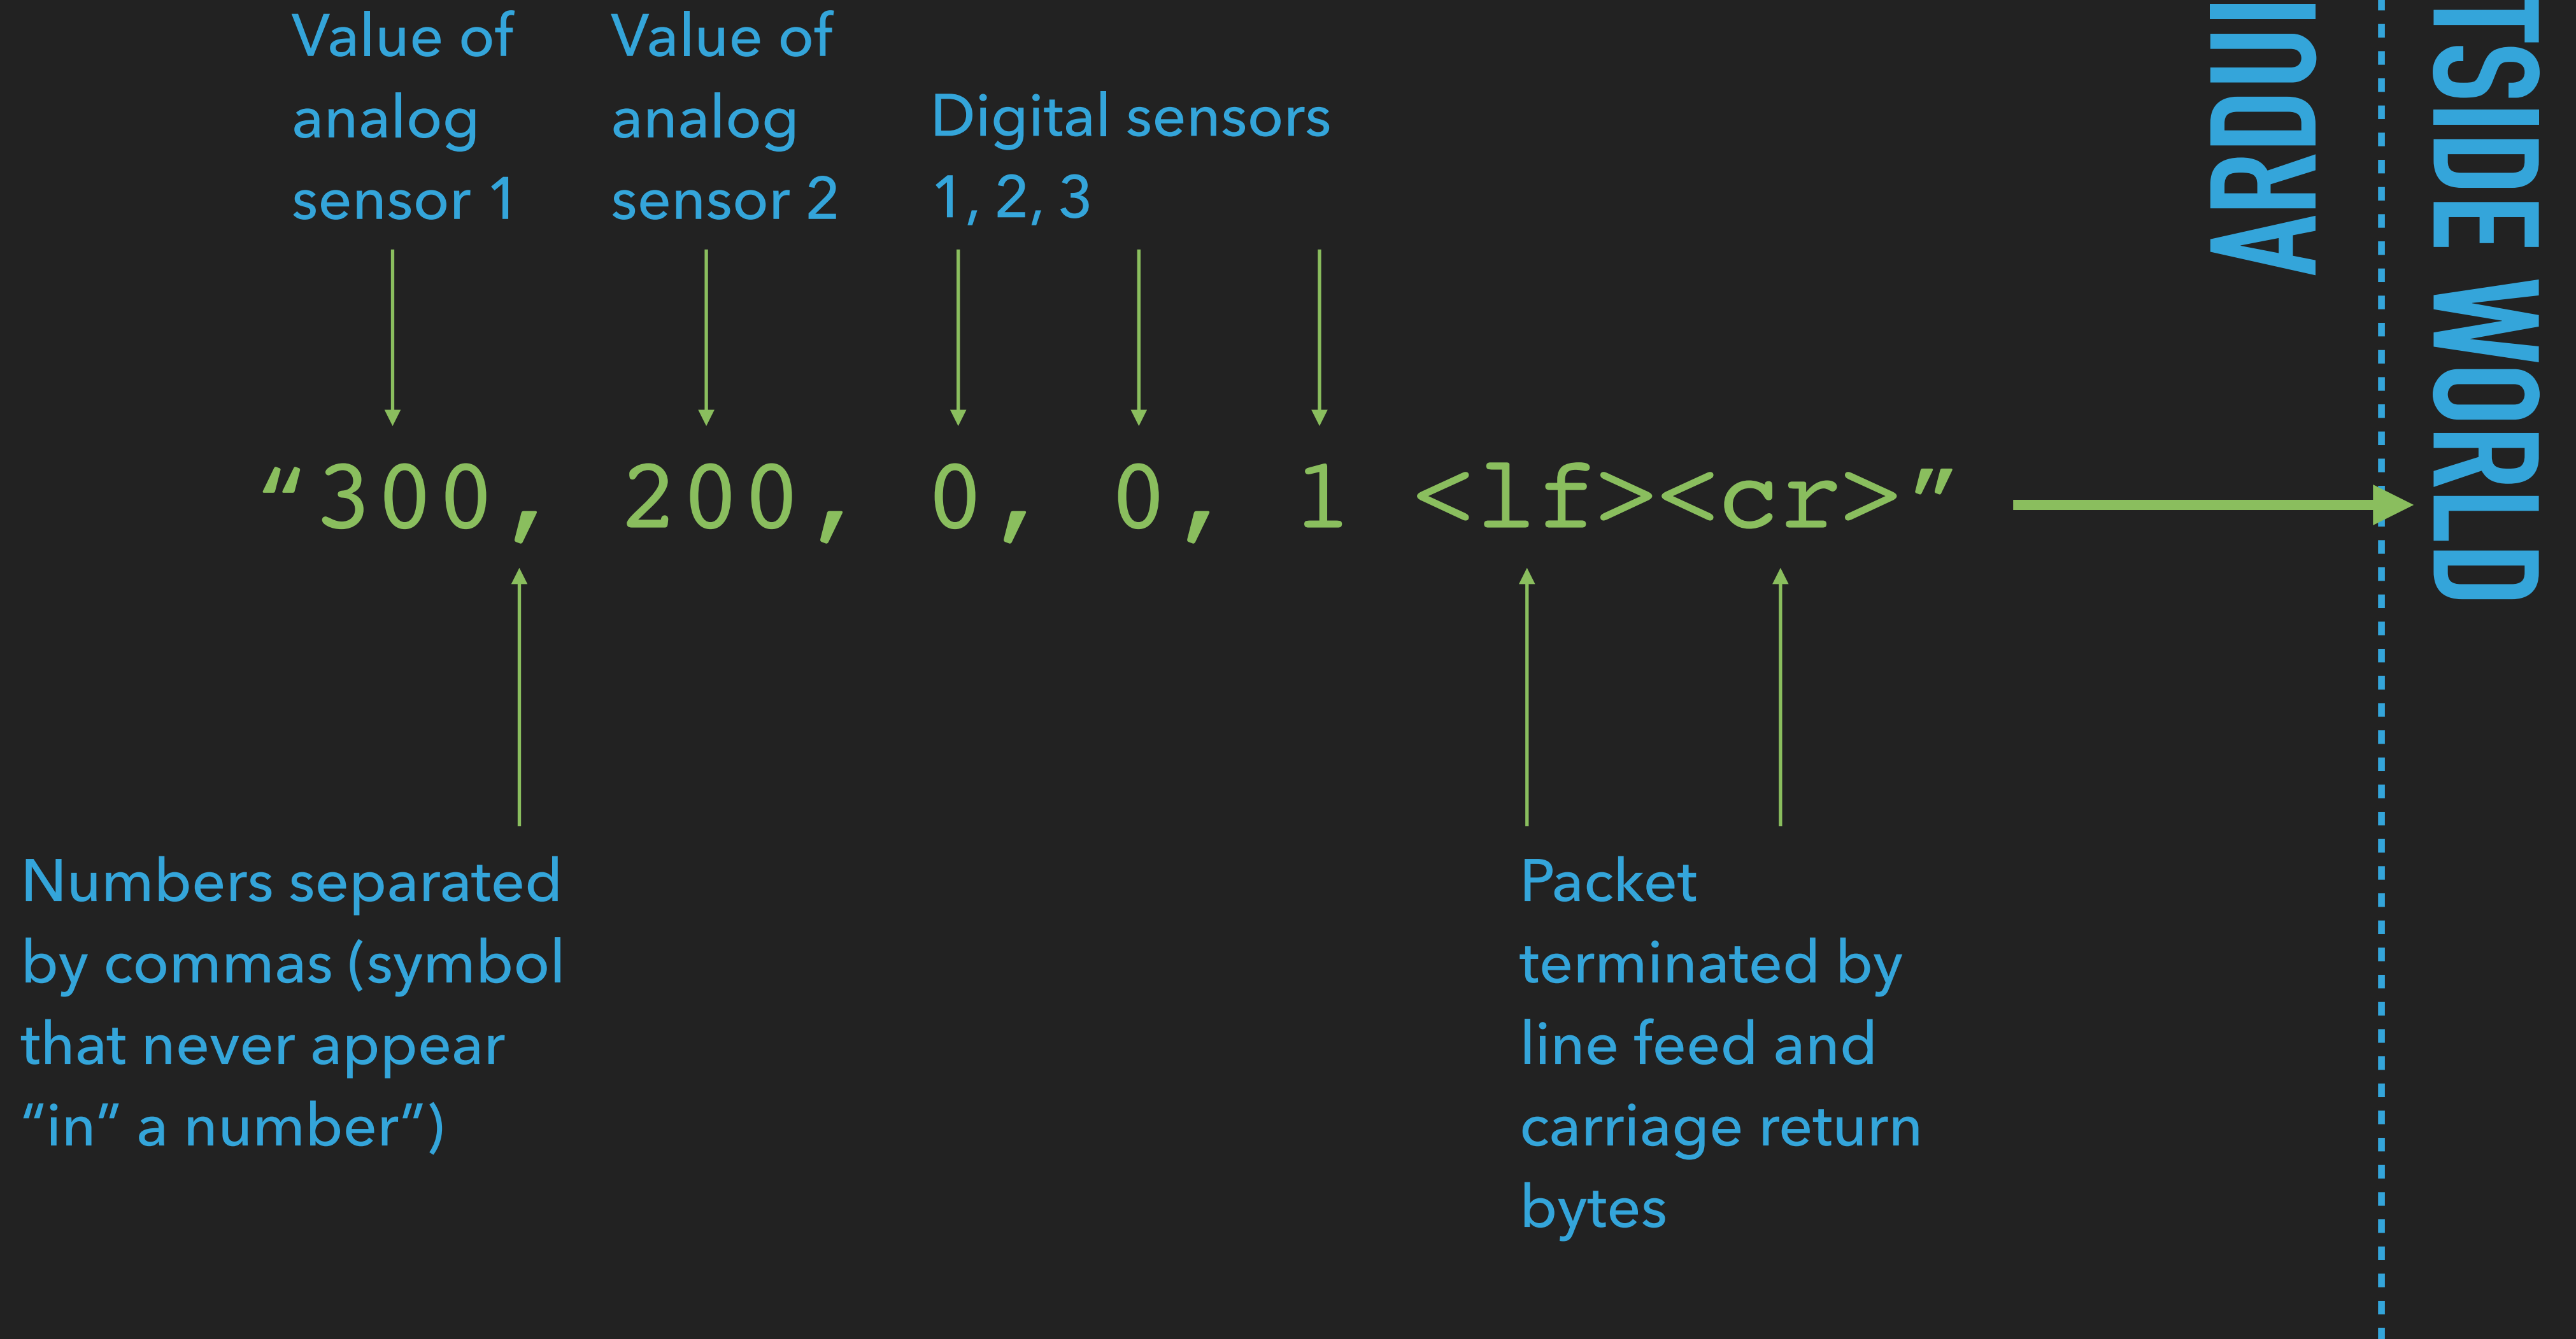 Value of
analog
sensor 1
Value of
analog
sensor 2
Digital sensors
1, 2, 3
“300, 200, 0, 0, 1 <lf><cr>”
Numbers separated
by commas (symbol
that never appear
“in” a number”)
Packet
terminated by
line feed and
carriage return
bytes
ARDUI
TSIDE WORLD